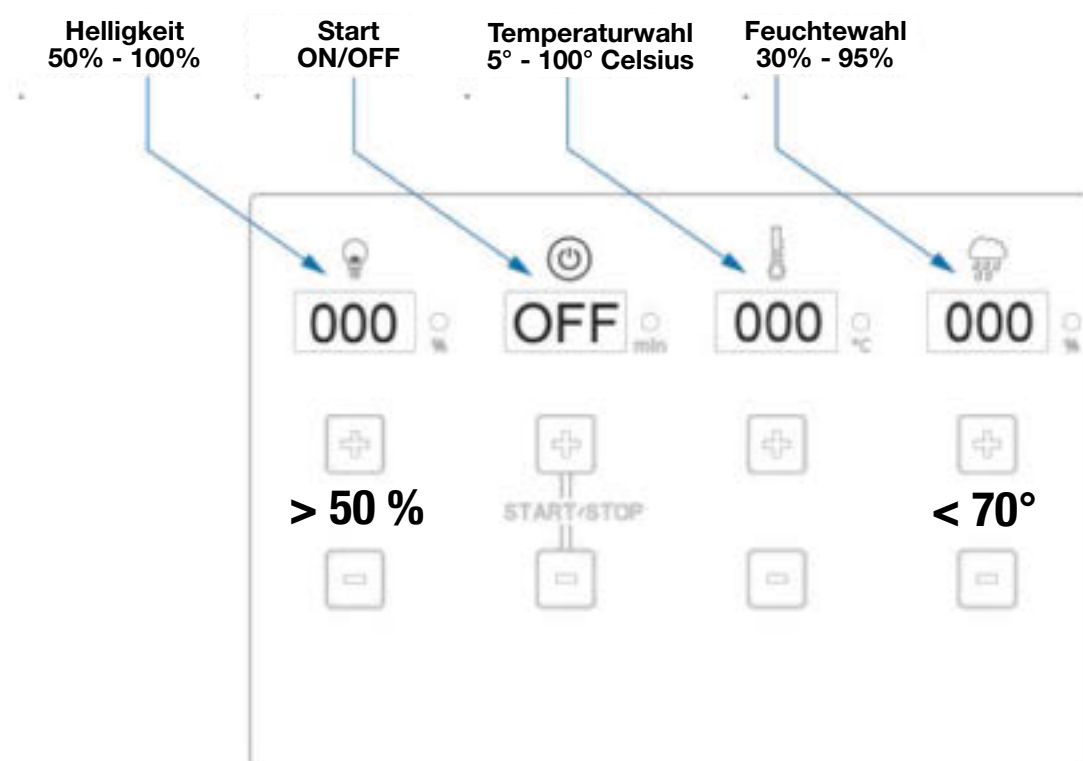 Helligkeit
50% - 100%
Start
ON/OFF
Temperaturwahl
5° - 100° Celsius
Feuchtewahl
30% - 95%
000 %
OFF min
000 °C
000 %
> 50 %
START/STOP
< 70°